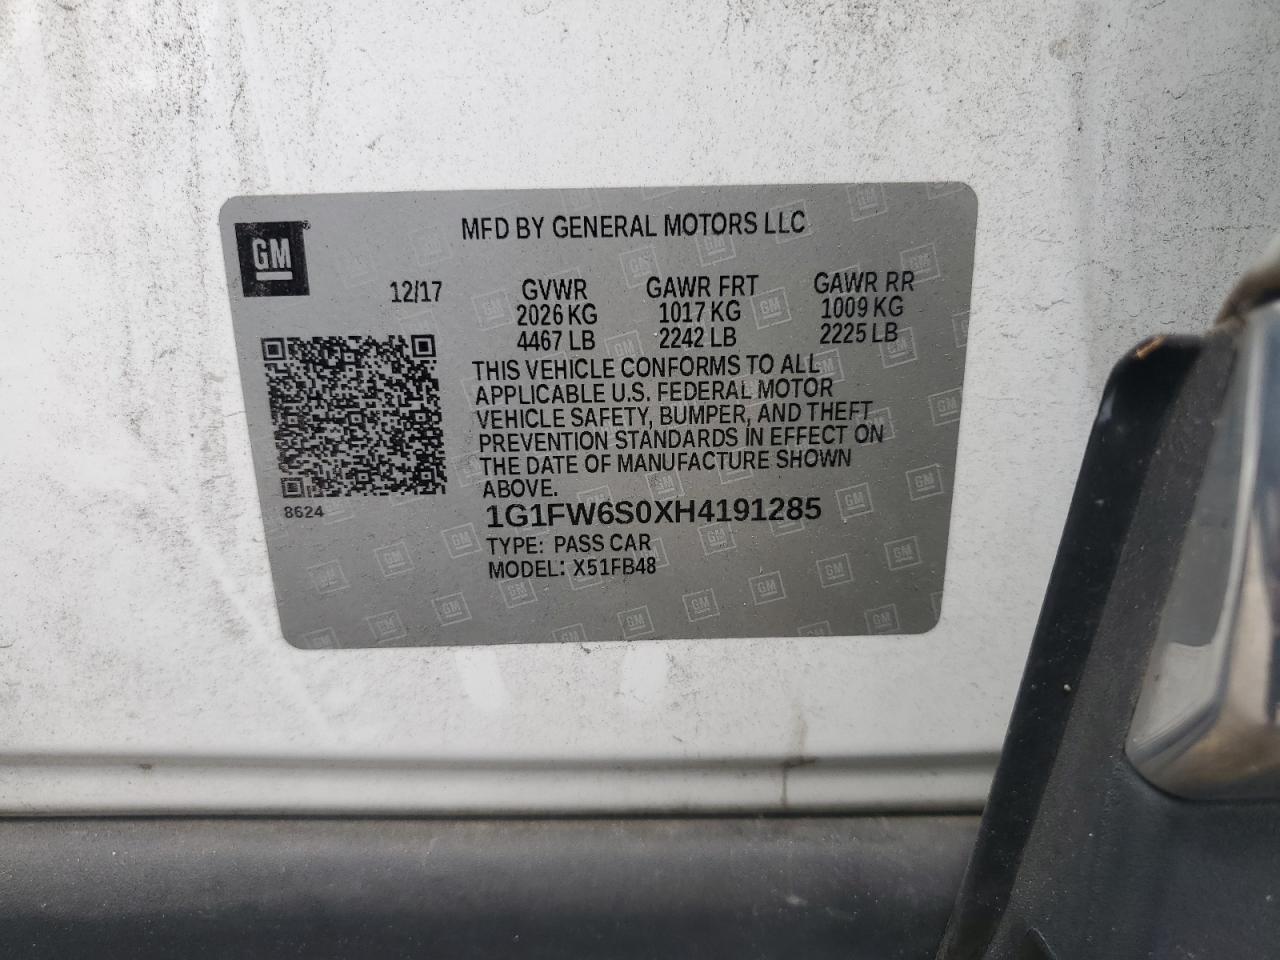 GM
MFD BY GENERAL MOTORS LLC
12/17
GVWR GAWR FRT GAWR RR
2026 KG 1017 KG 1009 KG
4467 LB 2242 LB 2225 LB
THIS VEHICLE CONFORMS TO ALL
APPLICABLE U.S. FEDERAL MOTOR
VEHICLE SAFETY, BUMPER, AND THEFT
PREVENTION STANDARDS IN EFFECT ON
THE DATE OF MANUFACTURE SHOWN
ABOVE.
8624
1G1FW6S0XH4191285
TYPE: PASS CAR
MODEL: X51FB48